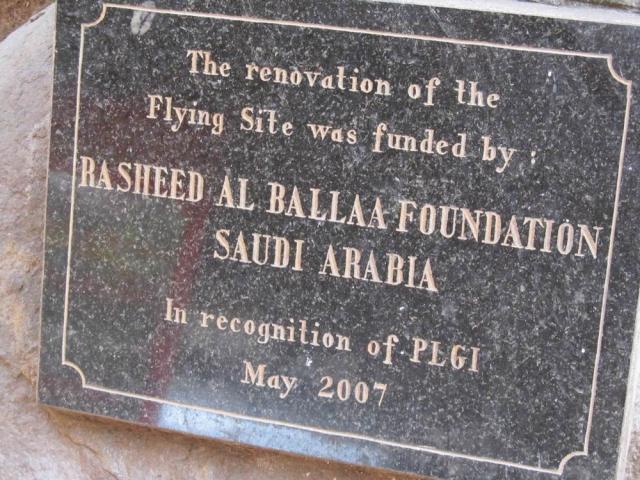 The renovation of the
Flying Site was funded by :
RASHEED AL BALLAA FOUNDATION
SAUDI ARABIA
In recognition of PLGI
May 2007